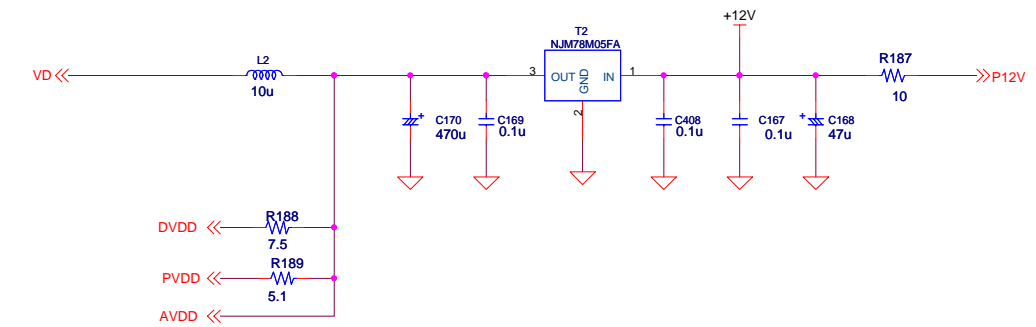 +12V
T2
NJM78M05FA
L2
R187
VD
3
OUT
GND
IN
1
P12V
10u
10
2
C170
470u
C169
0.1u
C408
0.1u
C167
0.1u
C168
47u
+
+
R188
DVDD
7.5
R189
PVDD
5.1
AVDD